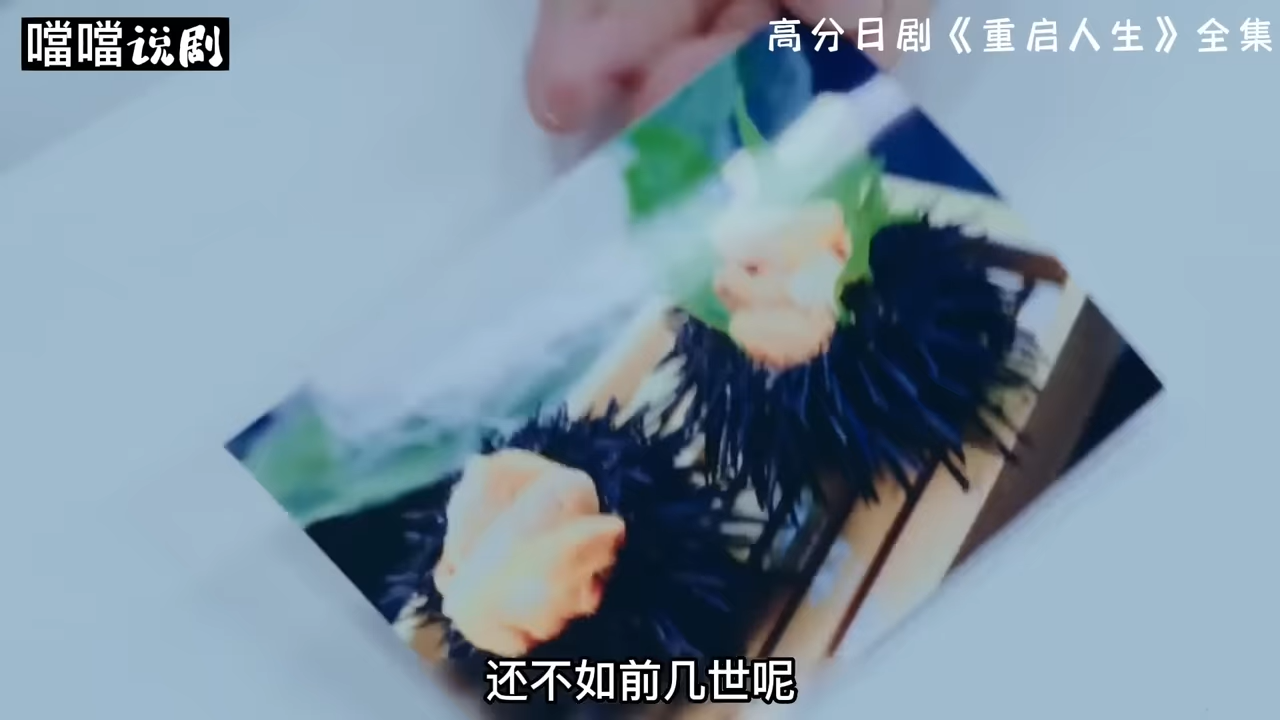 噹噹说剧
高分日剧《重启人生》全集
还不如前几世呢